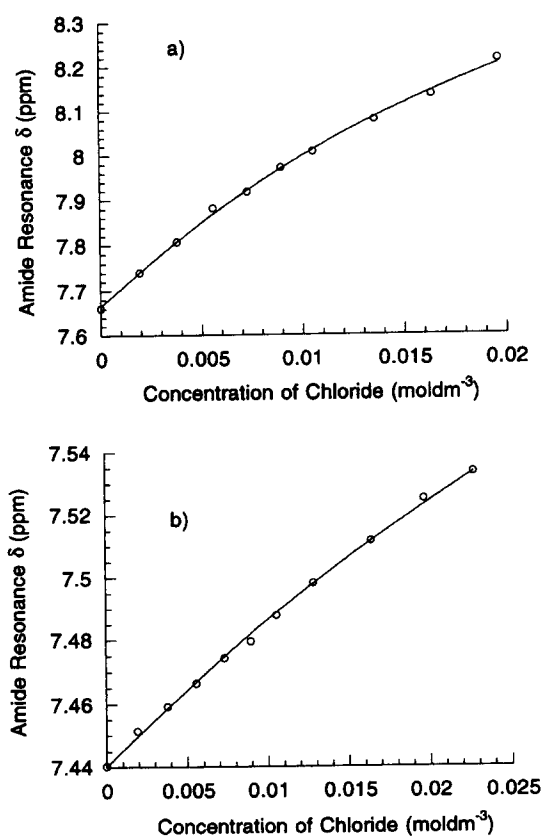 a)
8.3
8.2
8.1
8
7.9
7.8
7.7
7.6
Amide Resonance δ (ppm)
0 0.005 0.01 0.015 0.02
Concentration of Chloride (moldm-3)
b)
7.54
7.52
7.5
7.48
7.46
7.44
Amide Resonance δ (ppm)
0 0.005 0.01 0.015 0.02 0.025
Concentration of Chloride (moldm-3)